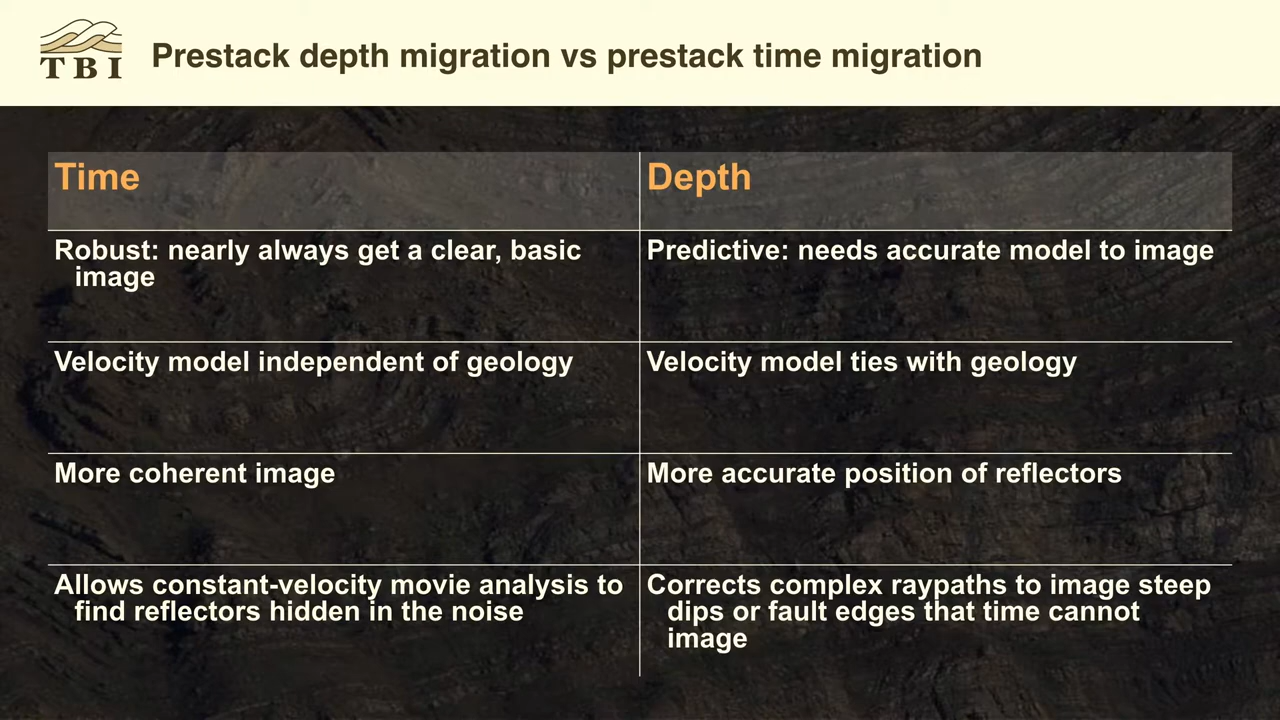 TBI
Prestack depth migration vs prestack time migration
Time
Depth
Robust: nearly always get a clear, basic
image
Predictive: needs accurate model to image
Velocity model independent of geology
Velocity model ties with geology
More coherent image
More accurate position of reflectors
Allows constant-velocity movie analysis to
find reflectors hidden in the noise
Corrects complex raypaths to image steep
dips or fault edges that time cannot
image